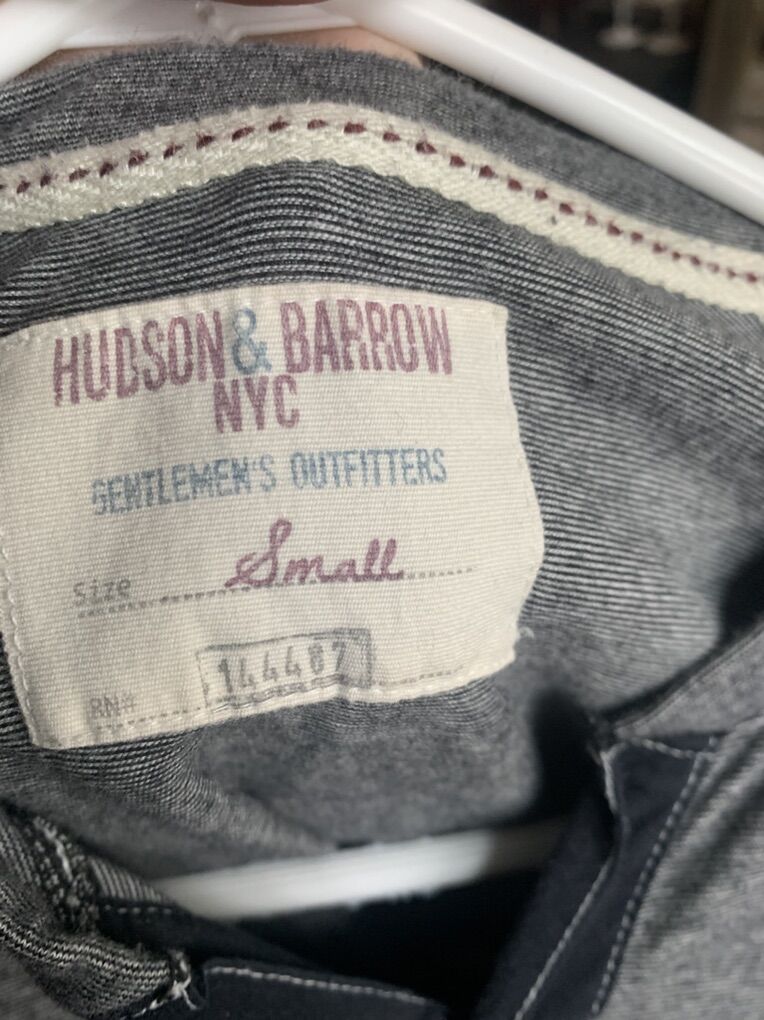 HUDSON & BARROW
NYC
GENTLEMEN'S OUTFITTERS
Size Small
RN# 144487